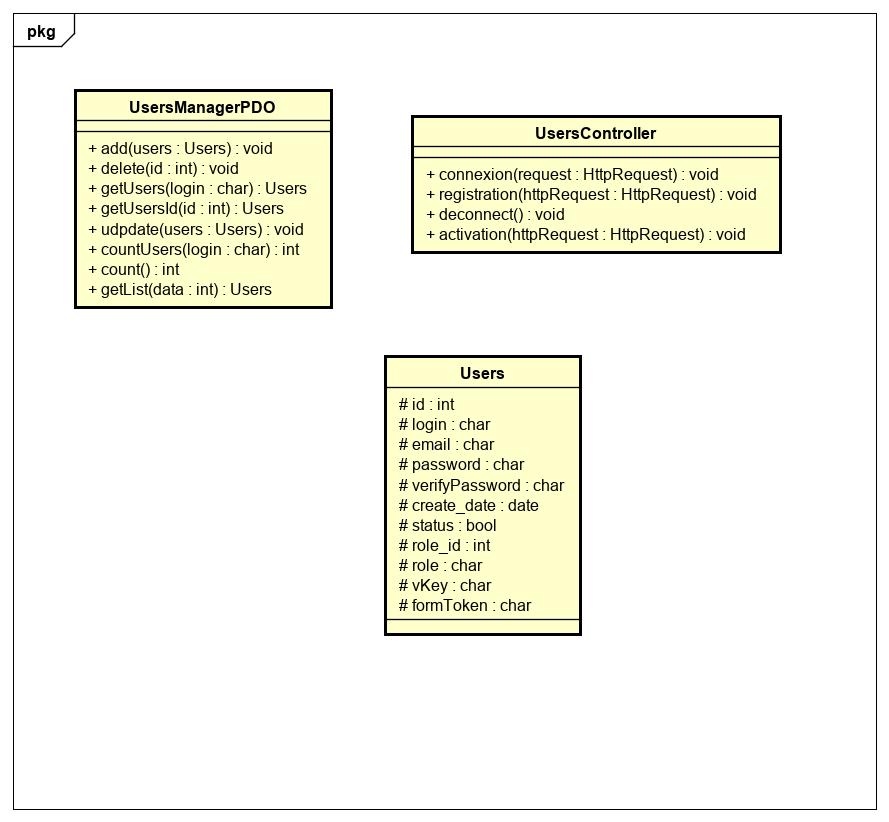 pkg
UsersManagerPDO
+ add(users : Users) : void
+ delete(id : int) : void
+ getUsers(login : char) : Users
+ getUsersId(id : int) : Users
+ udpdate(users : Users) : void
+ countUsers(login : char) : int
+ count() : int
+ getList(data : int) : Users
UsersController
+ connexion(request : HttpRequest) : void
+ registration(httpRequest : HttpRequest) : void
+ deconnect() : void
+ activation(httpRequest : HttpRequest) : void
Users
# id : int
# login : char
# email : char
# password : char
# verifyPassword : char
# create_date : date
# status : bool
# role_id : int
# role : char
# vKey : char
# formToken : char